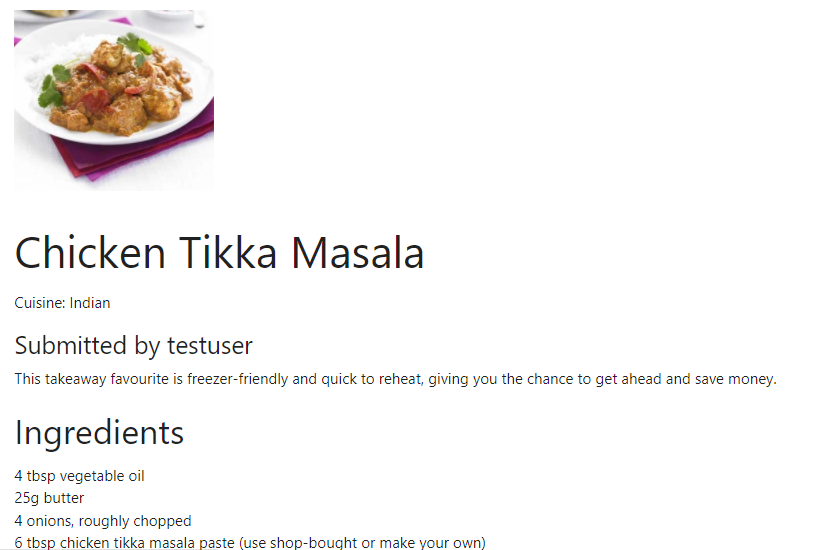 Chicken Tikka Masala
Cuisine: Indian
Submitted by testuser
This takeaway favourite is freezer-friendly and quick to reheat, giving you the chance to get ahead and save money.
Ingredients
4 tbsp vegetable oil
25g butter
4 onions, roughly chopped
6 tbsp chicken tikka masala paste (use shop-bought or make your own)